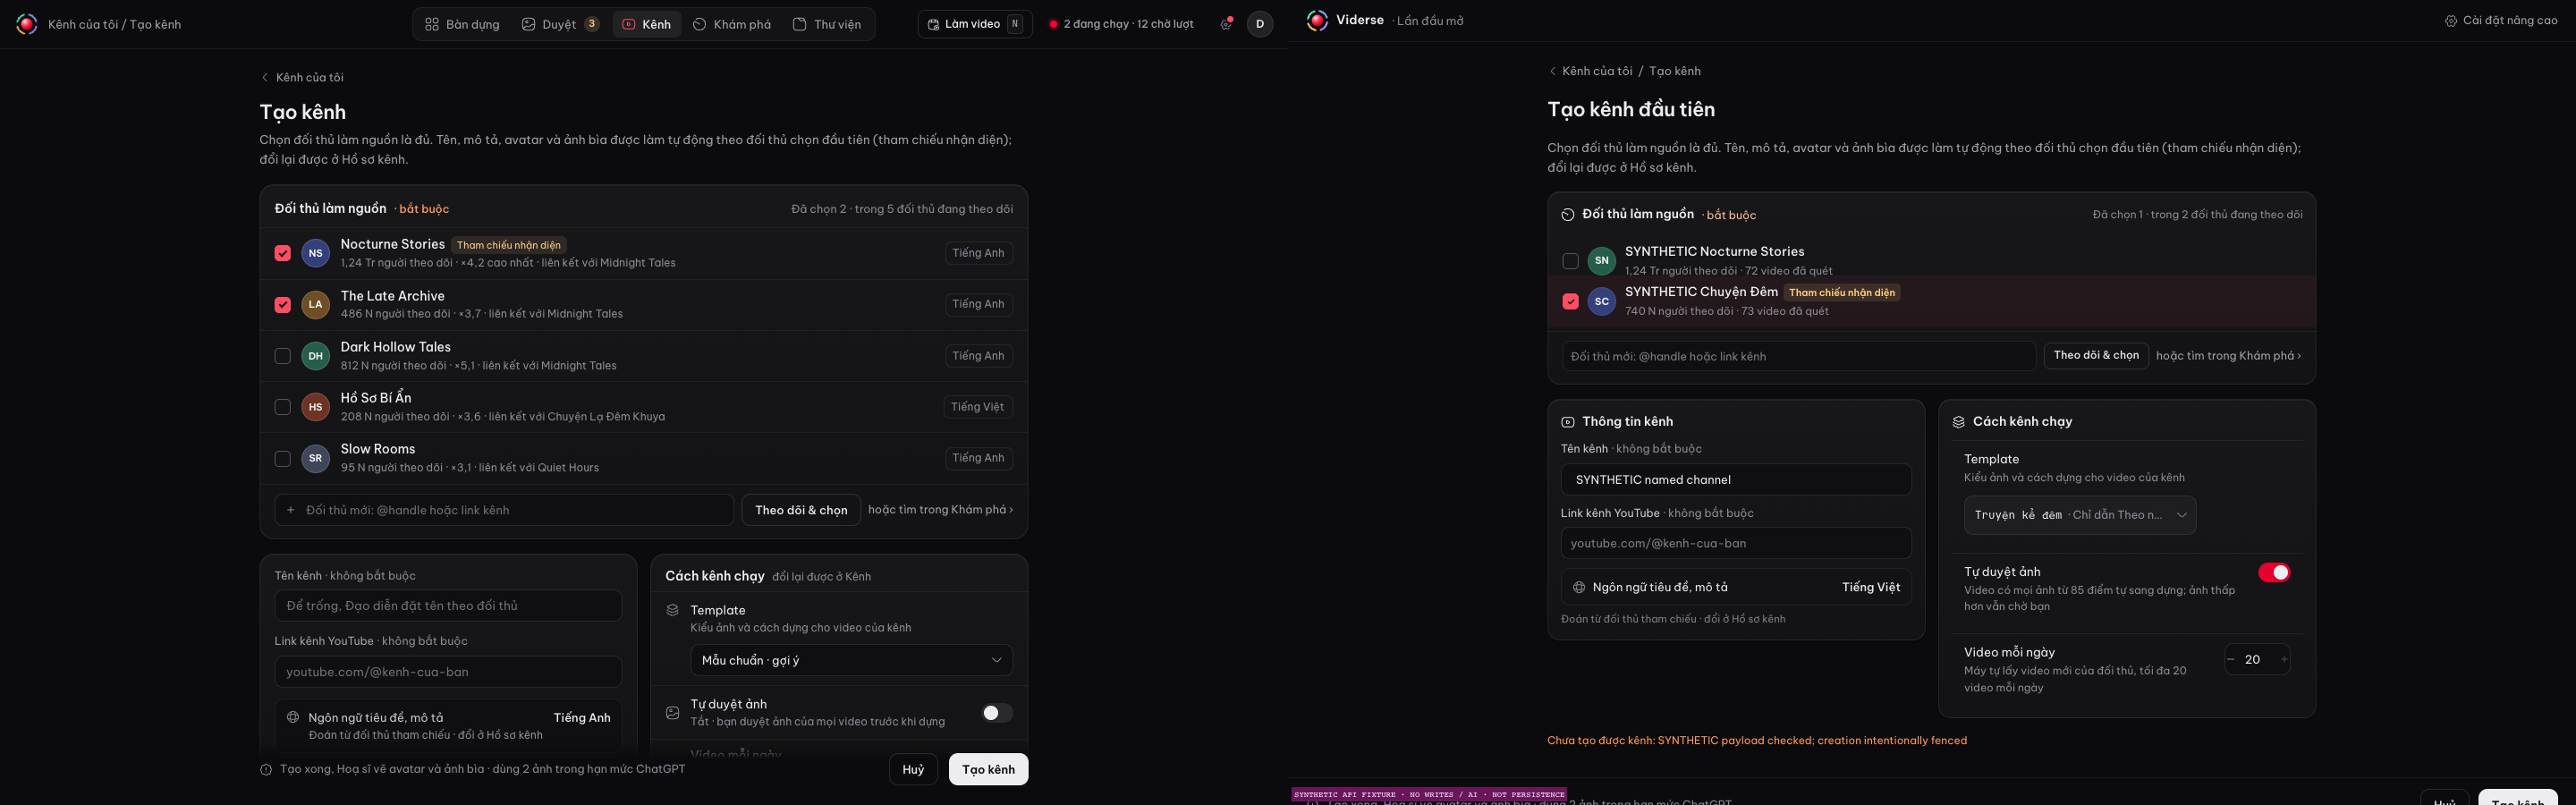 Kênh của tôi / Tạo kênh
Bàn dựng
Duyệt 3
Kênh
Khám phá
Thư viện
Làm video N
2 đang chạy · 12 chờ lượt
D
Kênh của tôi
Tạo kênh
Chọn đối thủ làm nguồn là đủ. Tên, mô tả, avatar và ảnh bìa được làm tự động theo đối thủ chọn đầu tiên (tham chiếu nhận diện);
đổi lại được ở Hồ sơ kênh.
Đối thủ làm nguồn · bắt buộc
Đã chọn 2 · trong 5 đối thủ đang theo dõi
NS
Nocturne Stories Tham chiếu nhận diện
1,24 Tr người theo dõi · ×4,2 cao nhất · liên kết với Midnight Tales
Tiếng Anh
LA
The Late Archive
486 N người theo dõi · ×3,7 · liên kết với Midnight Tales
Tiếng Anh
DH
Dark Hollow Tales
812 N người theo dõi · ×5,1 · liên kết với Midnight Tales
Tiếng Anh
HS
Hồ Sơ Bí Ẩn
208 N người theo dõi · ×3,6 · liên kết với Chuyện Lạ Đêm Khuya
Tiếng Việt
SR
Slow Rooms
95 N người theo dõi · ×3,1 · liên kết với Quiet Hours
Tiếng Anh
+ Đối thủ mới: @handle hoặc link kênh
Theo dõi & chọn
hoặc tìm trong Khám phá ›
Tên kênh · không bắt buộc
Để trống, Đạo diễn đặt tên theo đối thủ
Link kênh YouTube · không bắt buộc
youtube.com/@kenh-cua-ban
Ngôn ngữ tiêu đề, mô tả
Tiếng Anh
Đoán từ đối thủ tham chiếu · đổi ở Hồ sơ kênh
Cách kênh chạy đổi lại được ở Kênh
Template
Kiểu ảnh và cách dựng cho video của kênh
Mẫu chuẩn · gợi ý
Tự duyệt ảnh
Tắt · bạn duyệt ảnh của mọi video trước khi dựng
Video mỗi ngày
Tạo xong, Hoạ sĩ vẽ avatar và ảnh bìa · dùng 2 ảnh trong hạn mức ChatGPT
Huỷ
Tạo kênh
Viderse · Lần đầu mở
Cài đặt nâng cao
Kênh của tôi / Tạo kênh
Tạo kênh đầu tiên
Chọn đối thủ làm nguồn là đủ. Tên, mô tả, avatar và ảnh bìa được làm tự động theo đối thủ chọn đầu tiên (tham chiếu nhận diện);
đổi lại được ở Hồ sơ kênh.
Đối thủ làm nguồn · bắt buộc
Đã chọn 1 · trong 2 đối thủ đang theo dõi
SN
SYNTHETIC Nocturne Stories
1,24 Tr người theo dõi · 72 video đã quét
SC
SYNTHETIC Chuyện Đêm Tham chiếu nhận diện
740 N người theo dõi · 73 video đã quét
Đối thủ mới: @handle hoặc link kênh
Theo dõi & chọn
hoặc tìm trong Khám phá ›
Thông tin kênh
Tên kênh · không bắt buộc
SYNTHETIC named channel
Link kênh YouTube · không bắt buộc
youtube.com/@kenh-cua-ban
Ngôn ngữ tiêu đề, mô tả
Tiếng Việt
Đoán từ đối thủ tham chiếu · đổi ở Hồ sơ kênh
Cách kênh chạy
Template
Kiểu ảnh và cách dựng cho video của kênh
Truyện kể đêm · Chỉ dẫn Theo n...
Tự duyệt ảnh
Video có mọi ảnh từ 85 điểm tự sang dựng; ảnh thấp
hơn vẫn chờ bạn
Video mỗi ngày
Máy tự lấy video mới của đối thủ, tối đa 20
video mỗi ngày
− 20 +
Chưa tạo được kênh: SYNTHETIC payload checked; creation intentionally fenced
SYNTHETIC API FIXTURE · NO WRITES / AI · NOT PERSISTENCE
Tạo xong, Hoạ sĩ vẽ avatar và ảnh bìa · dùng 2 ảnh trong hạn mức ChatGPT
Huỷ
Tạo kênh